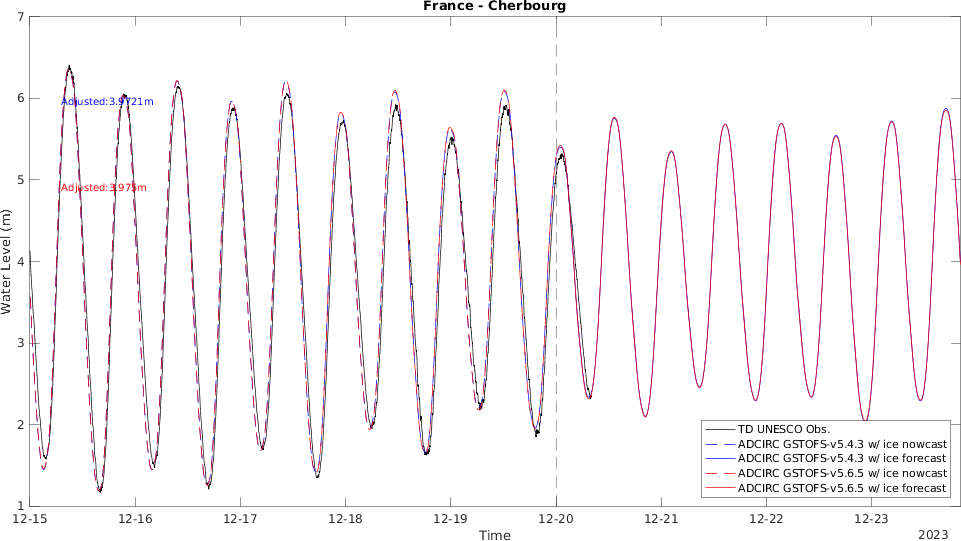 France - Cherbourg
7
6
5
4
3
2
1
Water Level (m)
Adjusted:3.9721m
Adjusted:3.975m
TD UNESCO Obs.
ADCIRC GSTOFS-v5.4.3 w/ ice nowcast
ADCIRC GSTOFS-v5.4.3 w/ ice forecast
ADCIRC GSTOFS-v5.6.5 w/ ice nowcast
ADCIRC GSTOFS-v5.6.5 w/ ice forecast
12-15 12-16 12-17 12-18 12-19 12-20 12-21 12-22 12-23
Time
2023